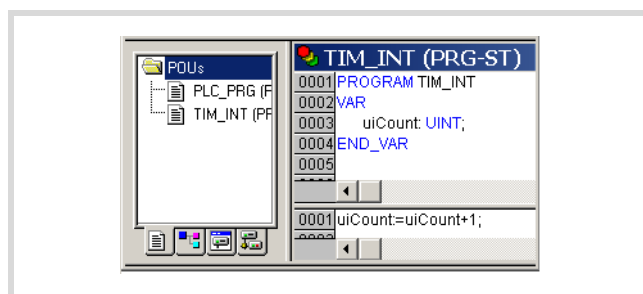 POUs
PLC_PRG (F
TIM_INT (PF
TIM_INT (PRG-ST)
0001 PROGRAM TIM_INT
0002 VAR
0003 uiCount: UINT;
0004 END_VAR
0005
0001 uiCount:=uiCount+1;